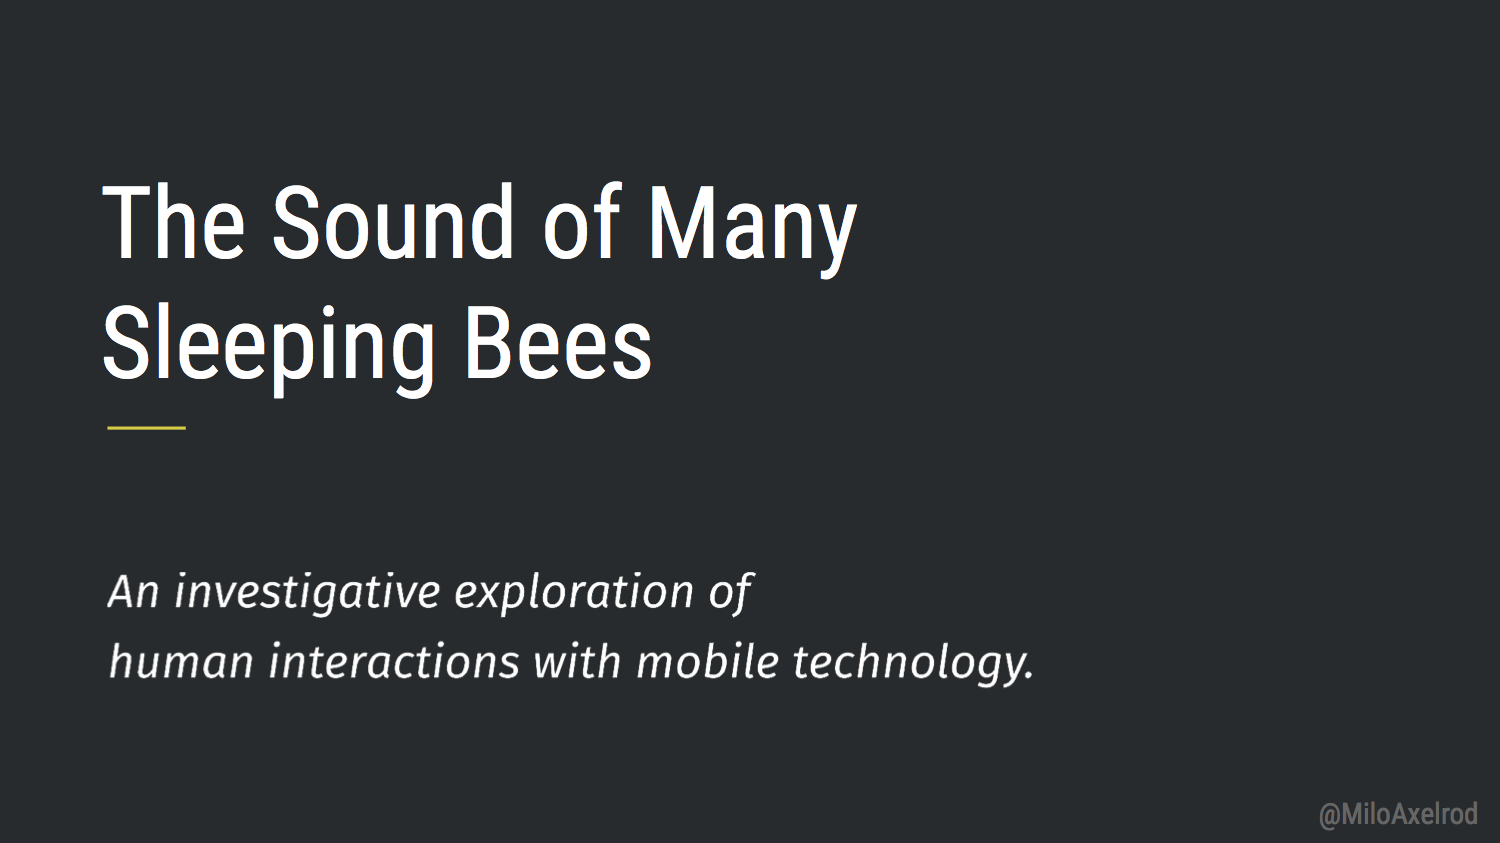 The Sound of Many
Sleeping Bees
An investigative exploration of
human interactions with mobile technology.
@MiloAxelrod